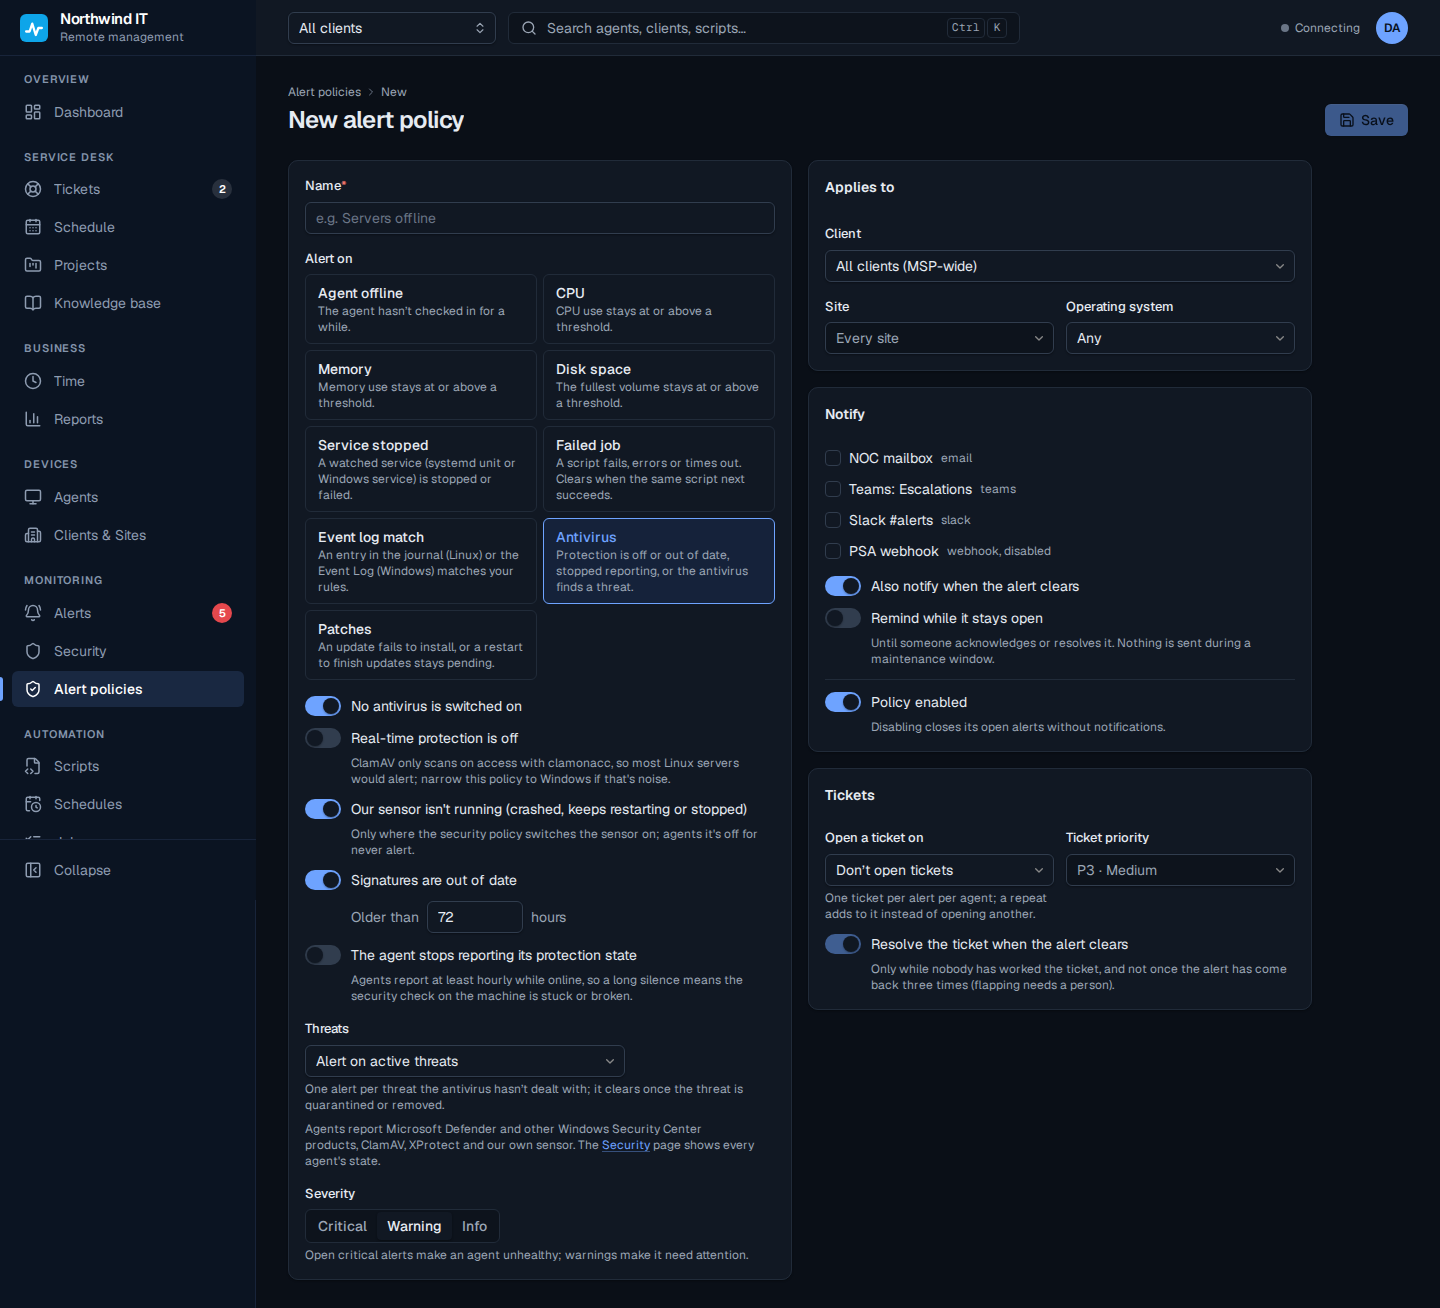 Northwind IT
Remote management
All clients
Search agents, clients, scripts...
Ctrl K
Connecting
DA
OVERVIEW
Dashboard
SERVICE DESK
Tickets
2
Schedule
Projects
Knowledge base
BUSINESS
Time
Reports
DEVICES
Agents
Clients & Sites
MONITORING
Alerts
5
Security
Alert policies
AUTOMATION
Scripts
Schedules
Collapse
Alert policies > New
New alert policy
Save
Name*
e.g. Servers offline
Alert on
Agent offline
The agent hasn't checked in for a
while.
CPU
CPU use stays at or above a
threshold.
Memory
Memory use stays at or above a
threshold.
Disk space
The fullest volume stays at or above
a threshold.
Service stopped
A watched service (systemd unit or
Windows service) is stopped or
failed.
Failed job
A script fails, errors or times out.
Clears when the same script next
succeeds.
Event log match
An entry in the journal (Linux) or the
Event Log (Windows) matches your
rules.
Antivirus
Protection is off or out of date,
stopped reporting, or the antivirus
finds a threat.
Patches
An update fails to install, or a restart
to finish updates stays pending.
No antivirus is switched on
Real-time protection is off
ClamAV only scans on access with clamonacc, so most Linux servers
would alert; narrow this policy to Windows if that's noise.
Our sensor isn't running (crashed, keeps restarting or stopped)
Only where the security policy switches the sensor on; agents it's off for
never alert.
Signatures are out of date
Older than 72 hours
The agent stops reporting its protection state
Agents report at least hourly while online, so a long silence means the
security check on the machine is stuck or broken.
Threats
Alert on active threats
One alert per threat the antivirus hasn't dealt with; it clears once the threat is
quarantined or removed.
Agents report Microsoft Defender and other Windows Security Center
products, ClamAV, XProtect and our own sensor. The Security page shows every
agent's state.
Severity
Critical Warning Info
Open critical alerts make an agent unhealthy; warnings make it need attention.
Applies to
Client
All clients (MSP-wide)
Site
Every site
Operating system
Any
Notify
NOC mailbox email
Teams: Escalations teams
Slack #alerts slack
PSA webhook webhook, disabled
Also notify when the alert clears
Remind while it stays open
Until someone acknowledges or resolves it. Nothing is sent during a
maintenance window.
Policy enabled
Disabling closes its open alerts without notifications.
Tickets
Open a ticket on
Don't open tickets
Ticket priority
P3 · Medium
One ticket per alert per agent; a repeat
adds to it instead of opening another.
Resolve the ticket when the alert clears
Only while nobody has worked the ticket, and not once the alert has come
back three times (flapping needs a person).